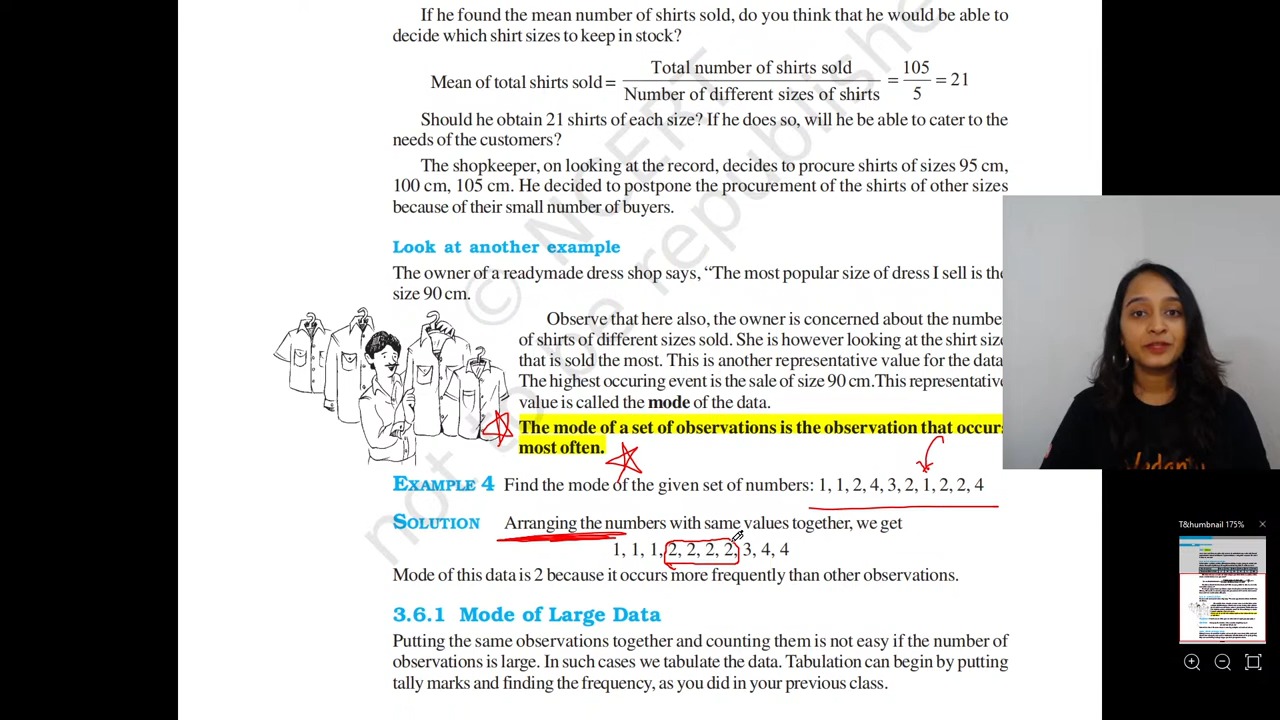 If he found the mean number of shirts sold, do you think that he would be able to
decide which shirt sizes to keep in stock?
Mean of total shirts sold = Total number of shirts sold / Number of different sizes of shirts = 105/5 = 21
Should he obtain 21 shirts of each size? If he does so, will he be able to cater to the
needs of the customers?
The shopkeeper, on looking at the record, decides to procure shirts of sizes 95 cm,
100 cm, 105 cm. He decided to postpone the procurement of the shirts of other sizes
because of their small number of buyers.
Look at another example
The owner of a readymade dress shop says, “The most popular size of dress I sell is the
size 90 cm.
Observe that here also, the owner is concerned about the number
of shirts of different sizes sold. She is however looking at the shirt size
that is sold the most. This is another representative value for the data.
The highest occuring event is the sale of size 90 cm.This representative
value is called the mode of the data.
The mode of a set of observations is the observation that occurs
most often.
EXAMPLE 4 Find the mode of the given set of numbers: 1, 1, 2, 4, 3, 2, 1, 2, 2, 4
SOLUTION Arranging the numbers with same values together, we get
1, 1, 1, 2, 2, 2, 2, 3, 4, 4
Mode of this data is 2 because it occurs more frequently than other observations.
3.6.1 Mode of Large Data
Putting the same observations together and counting them is not easy if the number of
observations is large. In such cases we tabulate the data. Tabulation can begin by putting
tally marks and finding the frequency, as you did in your previous class.
© NCERT
not to be republishe
T&humbnail 175%